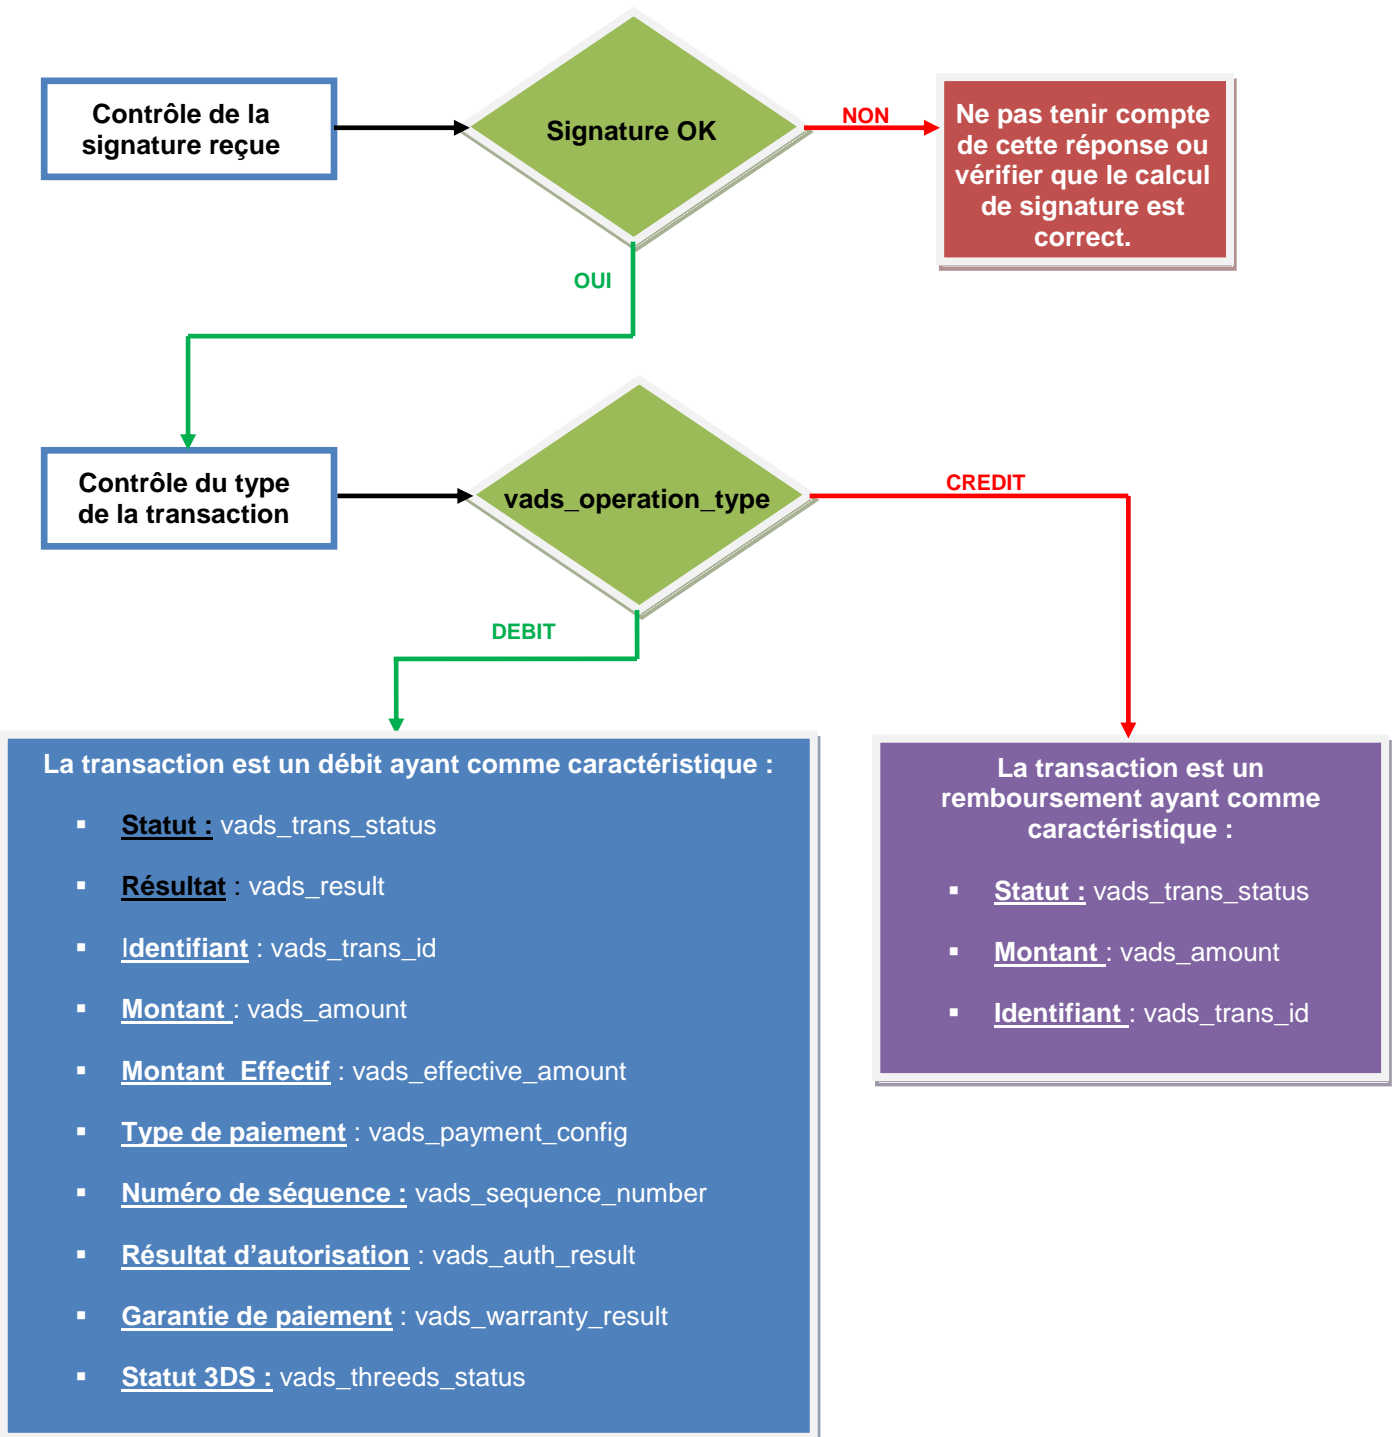 Contrôle de la
signature reçue
Signature OK
NON
Ne pas tenir compte
de cette réponse ou
vérifier que le calcul
de signature est
correct.
OUI
Contrôle du type
de la transaction
vads_operation_type
CREDIT
DEBIT
La transaction est un débit ayant comme caractéristique :
▪ Statut : vads_trans_status
▪ Résultat : vads_result
▪ Identifiant : vads_trans_id
▪ Montant : vads_amount
▪ Montant Effectif : vads_effective_amount
▪ Type de paiement : vads_payment_config
▪ Numéro de séquence : vads_sequence_number
▪ Résultat d’autorisation : vads_auth_result
▪ Garantie de paiement : vads_warranty_result
▪ Statut 3DS : vads_threeds_status
La transaction est un
remboursement ayant comme
caractéristique :
▪ Statut : vads_trans_status
▪ Montant : vads_amount
▪ Identifiant : vads_trans_id